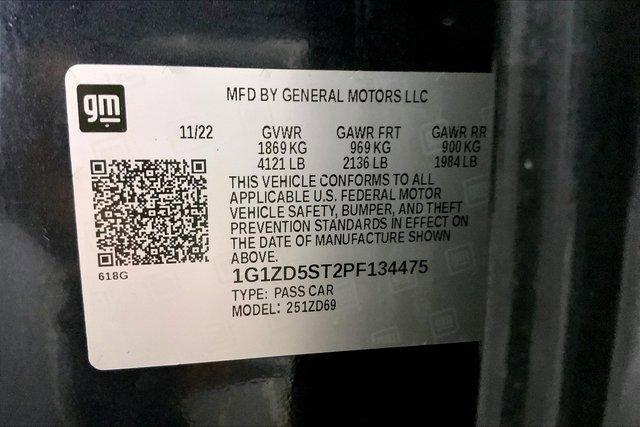 gm
MFD BY GENERAL MOTORS LLC
11/22 GVWR GAWR FRT GAWR RR
1869 KG 969 KG 900 KG
4121 LB 2136 LB 1984 LB
THIS VEHICLE CONFORMS TO ALL
APPLICABLE U.S. FEDERAL MOTOR
VEHICLE SAFETY, BUMPER, AND THEFT
PREVENTION STANDARDS IN EFFECT ON
THE DATE OF MANUFACTURE SHOWN
ABOVE.
618G
1G1ZD5ST2PF134475
TYPE: PASS CAR
MODEL: 251ZD69